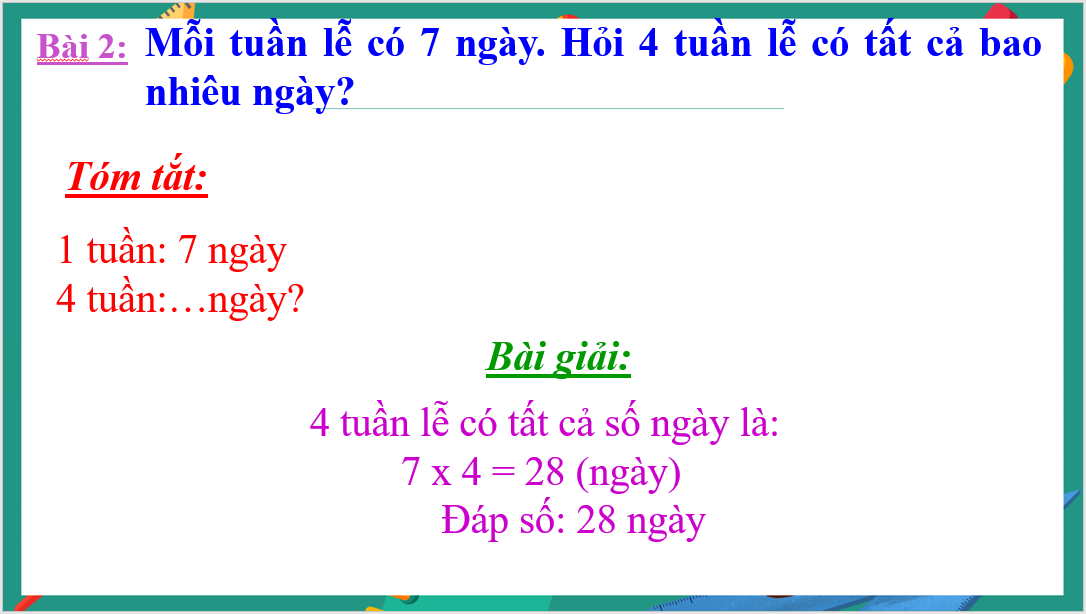 Bài 2: Mỗi tuần lễ có 7 ngày. Hỏi 4 tuần lễ có tất cả bao
nhiêu ngày?
Tóm tắt:
1 tuần: 7 ngày
4 tuần:…ngày?
Bài giải:
4 tuần lễ có tất cả số ngày là:
7 x 4 = 28 (ngày)
Đáp số: 28 ngày